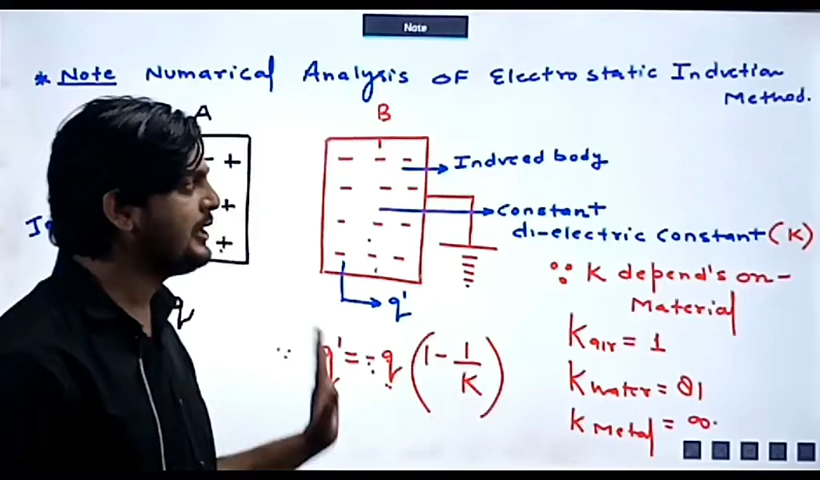 Note
* Note Numarical Analysis OF Electrostatic Induction
Method.
A
B
Indreed body
Constant
di-electric constant (K)
q'
q
∵ K depend's on-
Material
q' = -q (1 - 1/K)
K air = 1
K water = 81
K Metal = ∞.